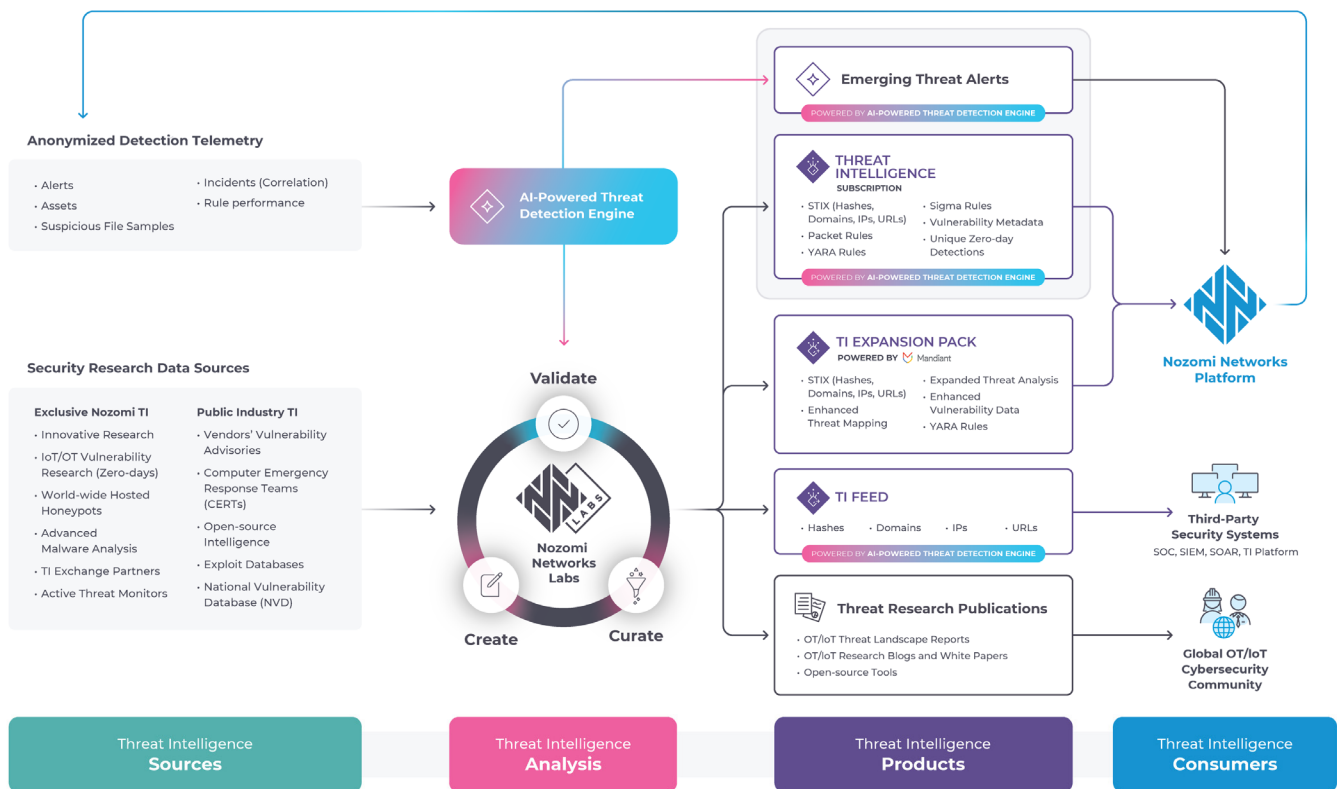 Anonymized Detection Telemetry
• Alerts
• Assets
• Suspicious File Samples
• Incidents (Correlation)
• Rule performance
Security Research Data Sources
Exclusive Nozomi TI
• Innovative Research
• IoT/OT Vulnerability
Research (Zero-days)
• World-wide Hosted
Honeypots
• Advanced
Malware Analysis
• TI Exchange Partners
• Active Threat Monitors
Public Industry TI
• Vendors' Vulnerability
Advisories
• Computer Emergency
Response Teams
(CERTs)
• Open-source
Intelligence
• Exploit Databases
• National Vulnerability
Database (NVD)
AI-Powered Threat
Detection Engine
Validate
NN
LABS
Nozomi
Networks
Labs
Create
Curate
Emerging Threat Alerts
POWERED BY AI-POWERED THREAT DETECTION ENGINE
THREAT
INTELLIGENCE
SUBSCRIPTION
• STIX (Hashes,
Domains, IPs, URLs)
• Packet Rules
• YARA Rules
• Sigma Rules
• Vulnerability Metadata
• Unique Zero-day
Detections
POWERED BY AI-POWERED THREAT DETECTION ENGINE
TI EXPANSION PACK
POWERED BY Mandiant
• STIX (Hashes,
Domains, IPs, URLs)
• Enhanced
Threat Mapping
• Expanded Threat Analysis
• Enhanced
Vulnerability Data
• YARA Rules
TI FEED
• Hashes • Domains • IPs • URLs
POWERED BY AI-POWERED THREAT DETECTION ENGINE
Threat Research Publications
• OT/IoT Threat Landscape Reports
• OT/IoT Research Blogs and White Papers
• Open-source Tools
NN
Nozomi Networks
Platform
Third-Party
Security Systems
SOC, SIEM, SOAR, TI Platform
Global OT/IoT
Cybersecurity
Community
Threat Intelligence
Sources
Threat Intelligence
Analysis
Threat Intelligence
Products
Threat Intelligence
Consumers